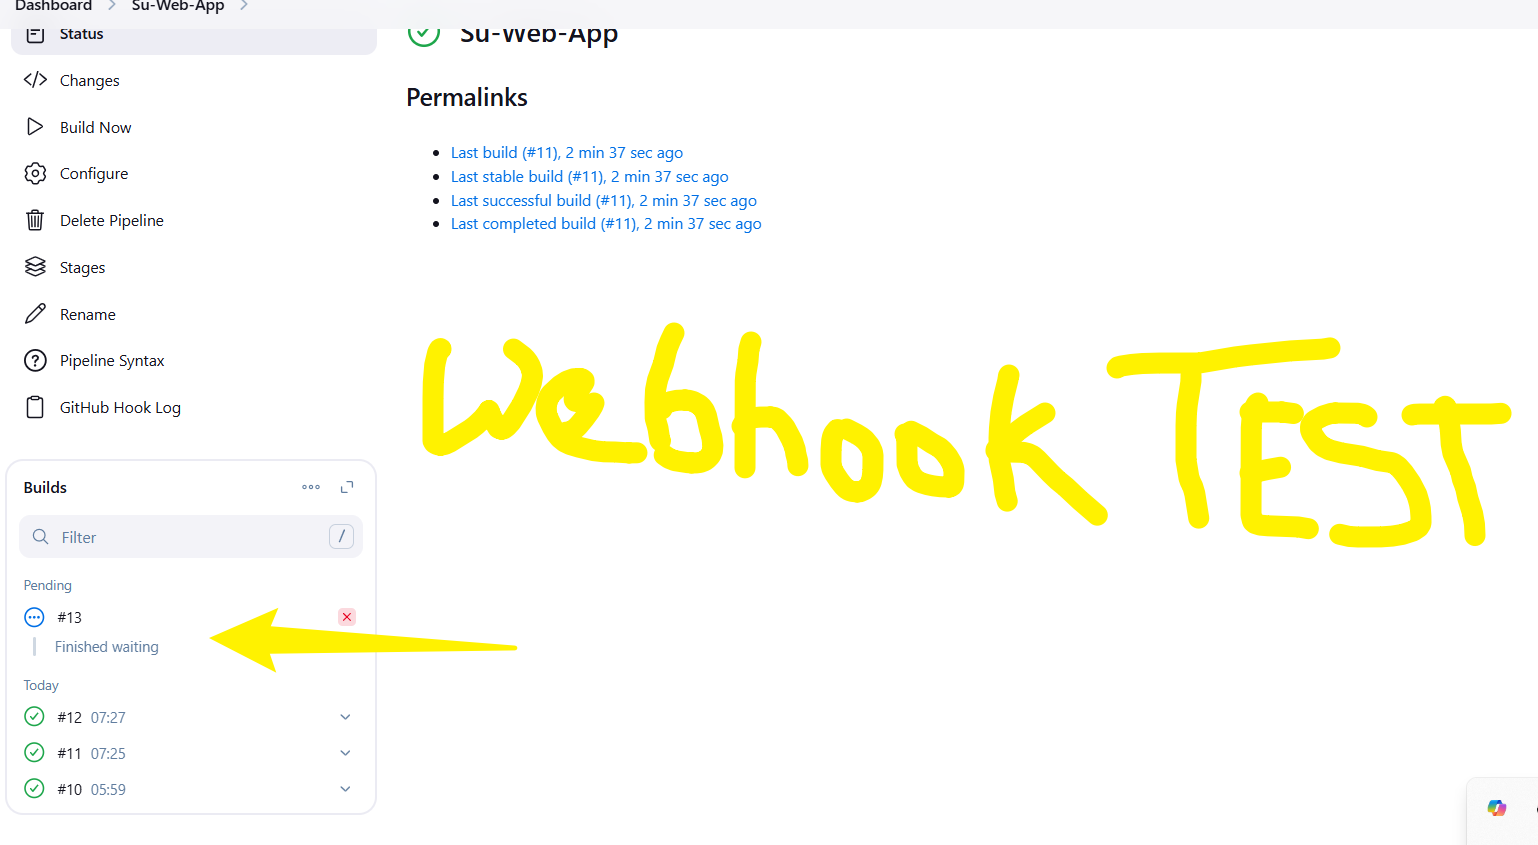 Dashboard > Su-Web-App >
Status
Changes
Build Now
Configure
Delete Pipeline
Stages
Rename
Pipeline Syntax
GitHub Hook Log
Builds
Filter /
Pending
#13
Finished waiting
Today
#12 07:27
#11 07:25
#10 05:59
Su-Web-App
Permalinks
Last build (#11), 2 min 37 sec ago
Last stable build (#11), 2 min 37 sec ago
Last successful build (#11), 2 min 37 sec ago
Last completed build (#11), 2 min 37 sec ago
Webhook TEST